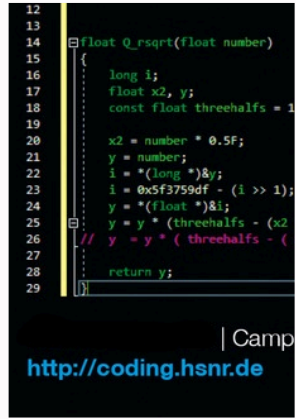 12
13
14 float Q_rsqrt(float number)
15 {
16 long i;
17 float x2, y;
18 const float threehalfs = 1
19
20 x2 = number * 0.5F;
21 y = number;
22 i = *(long *)&y;
23 i = 0x5f3759df - (i >> 1);
24 y = *(float *)&i;
25 y = y * (threehalfs - (x2
26 // y = y * ( threehalfs - (
27
28 return y;
29 }
| Camp
http://coding.hsnr.de